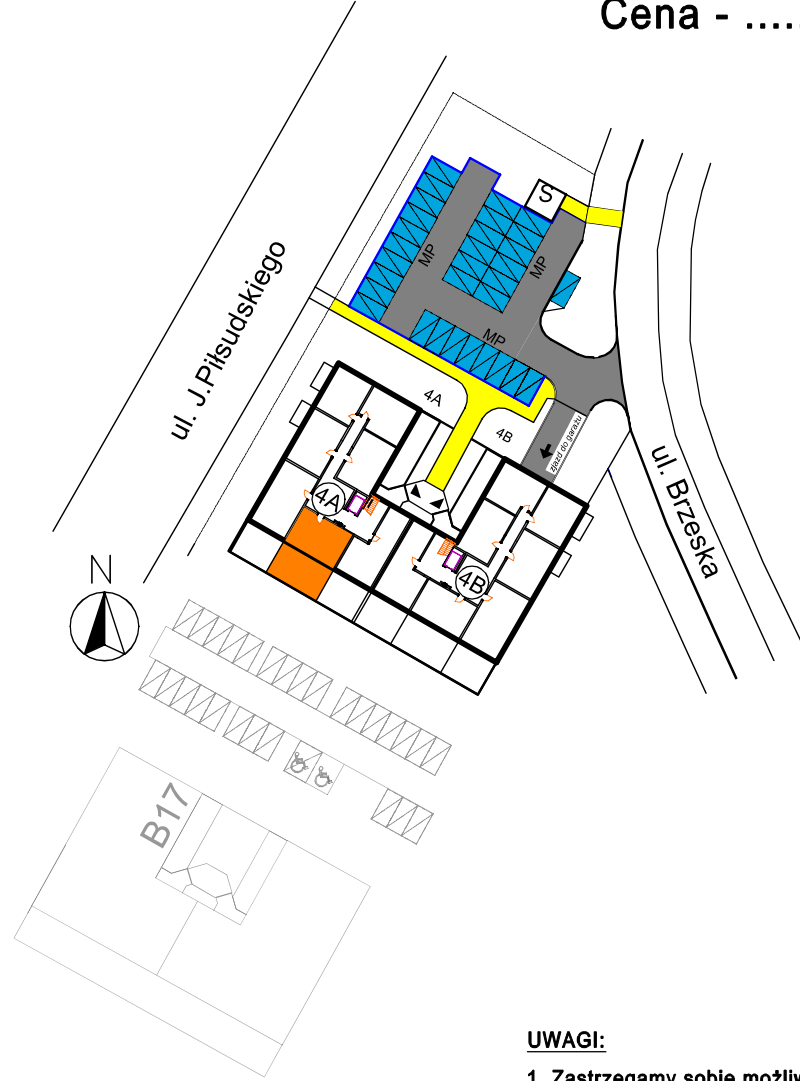 Cena - .....
S
MP
MP
MP
ul. J.Piłsudskiego
4A
4B
zjazd do garażu
4A
4B
ul. Brzeska
N
B17
UWAGI:
1. Zastrzegamy sobie możliw